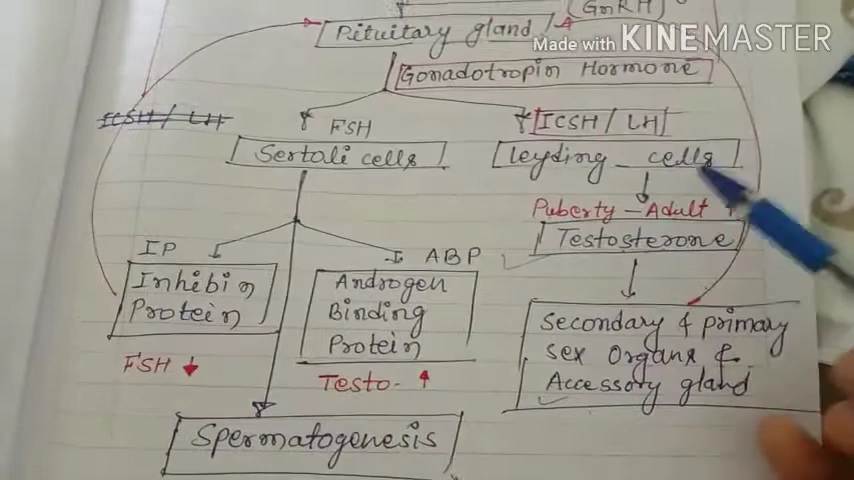 (GnRH)
Pituitary gland
Made with KINEMASTER
Gonadotropin Hormone
ICSH / LH
FSH
[ICSH / LH]
Sertoli cells
Leyding cells
Puberty - Adult
Testosterone
IP
ABP
Inhibin
Protein
Androgen
Binding
Protein
Secondary & primary
sex organs &
Accessory gland
FSH ↓
Testo- ↑
Spermatogenesis